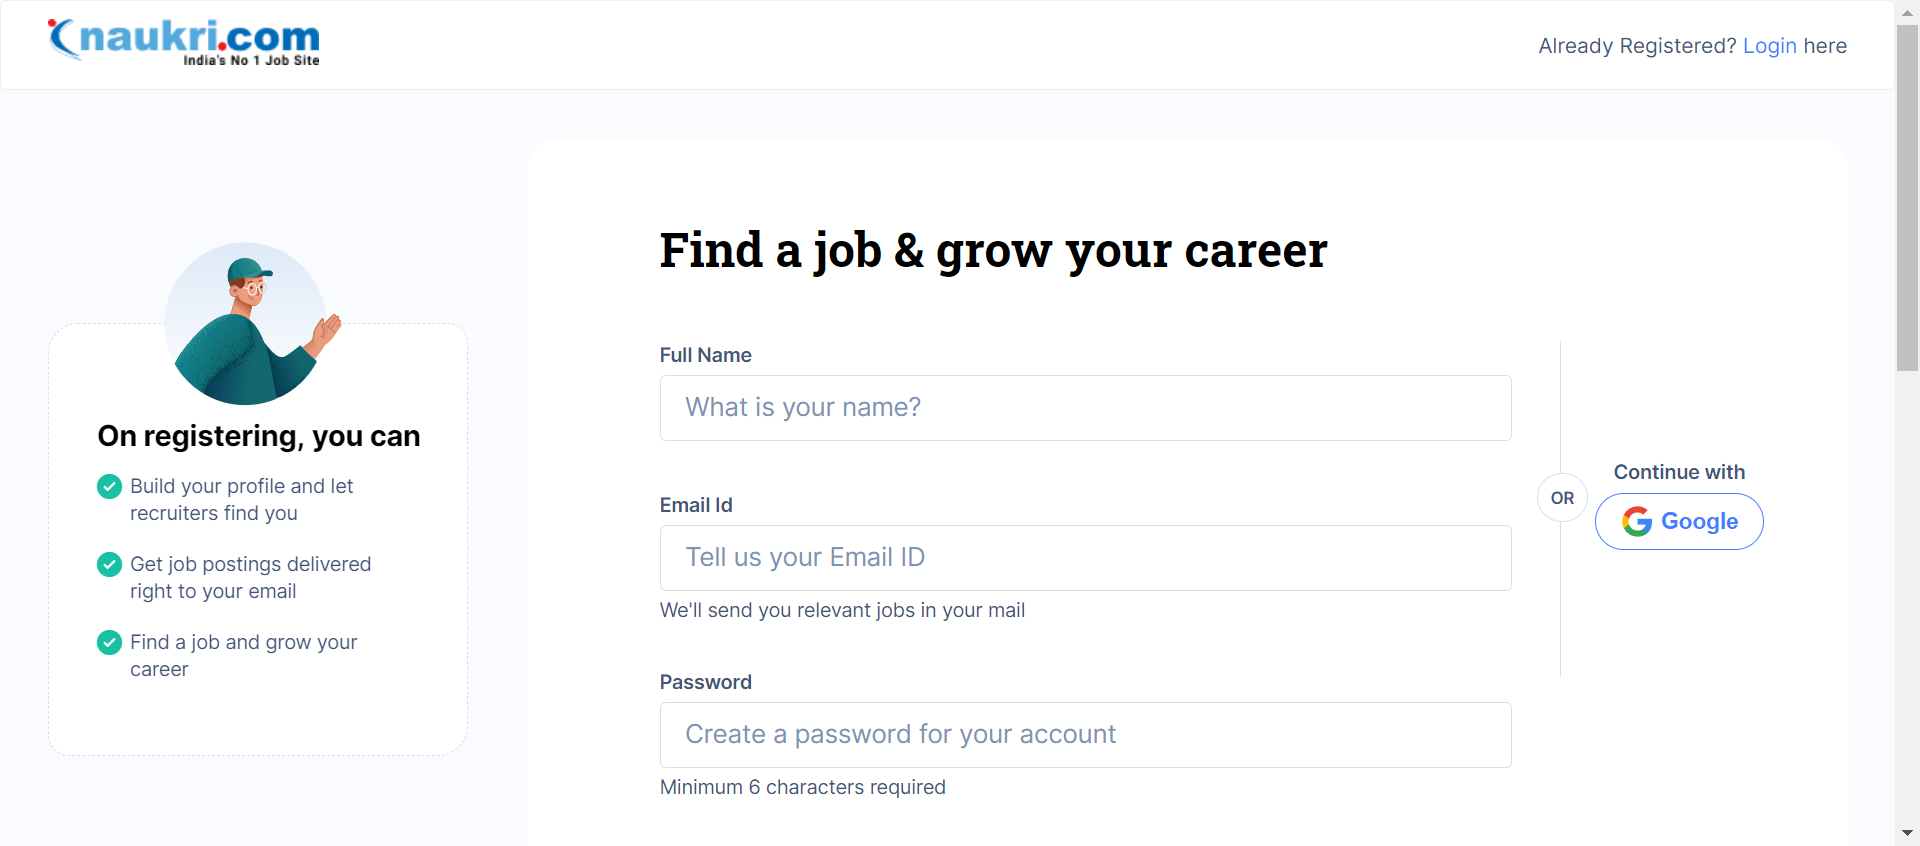 naukri.com
India's No 1 Job Site
Already Registered? Login here
On registering, you can
Build your profile and let
recruiters find you
Get job postings delivered
right to your email
Find a job and grow your
career
Find a job & grow your career
Full Name
What is your name?
Email Id
Tell us your Email ID
We'll send you relevant jobs in your mail
Password
Create a password for your account
Minimum 6 characters required
OR
Continue with
Google